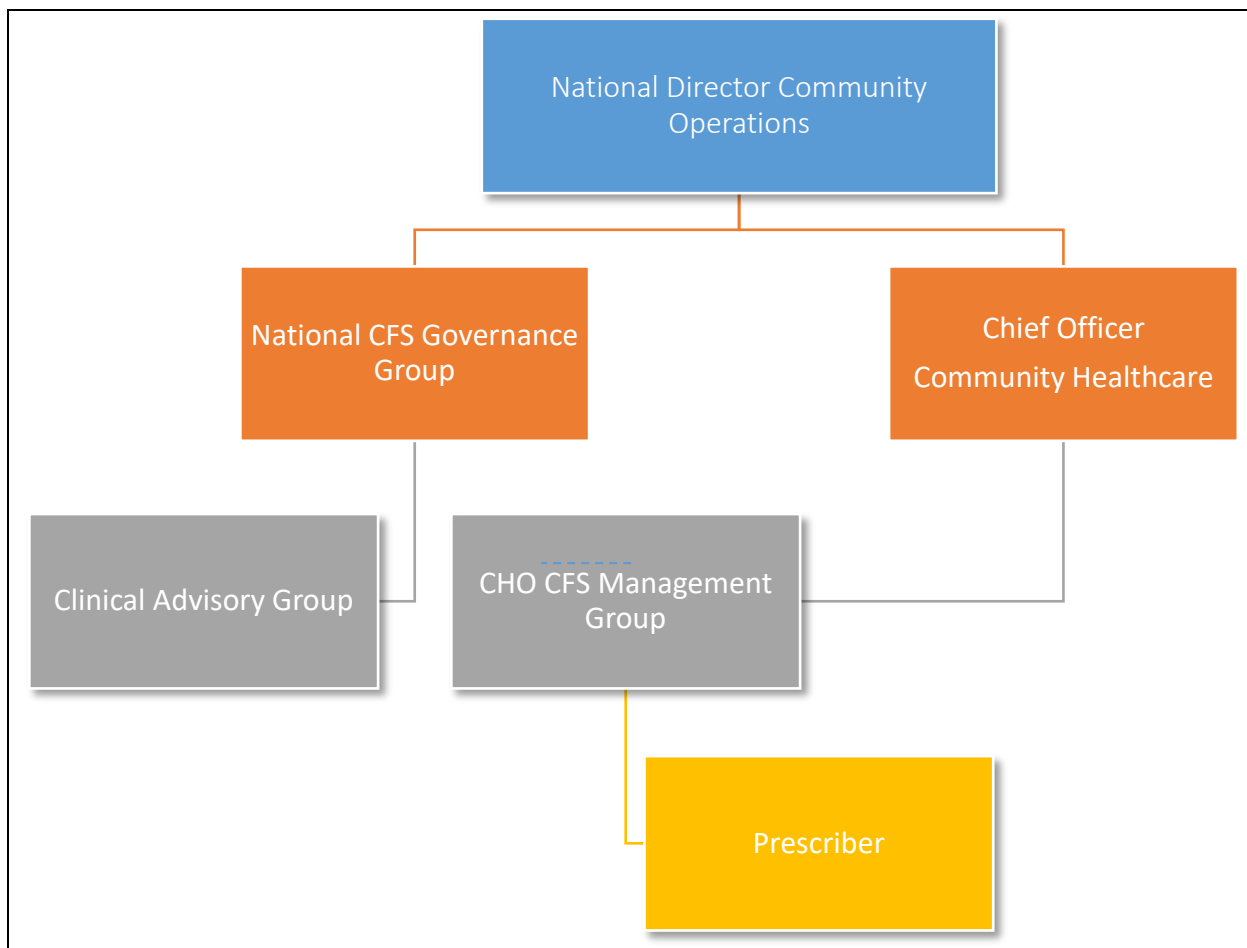 National Director Community
Operations
National CFS Governance
Group
Chief Officer
Community Healthcare
Clinical Advisory Group
CHO CFS Management
Group
Prescriber